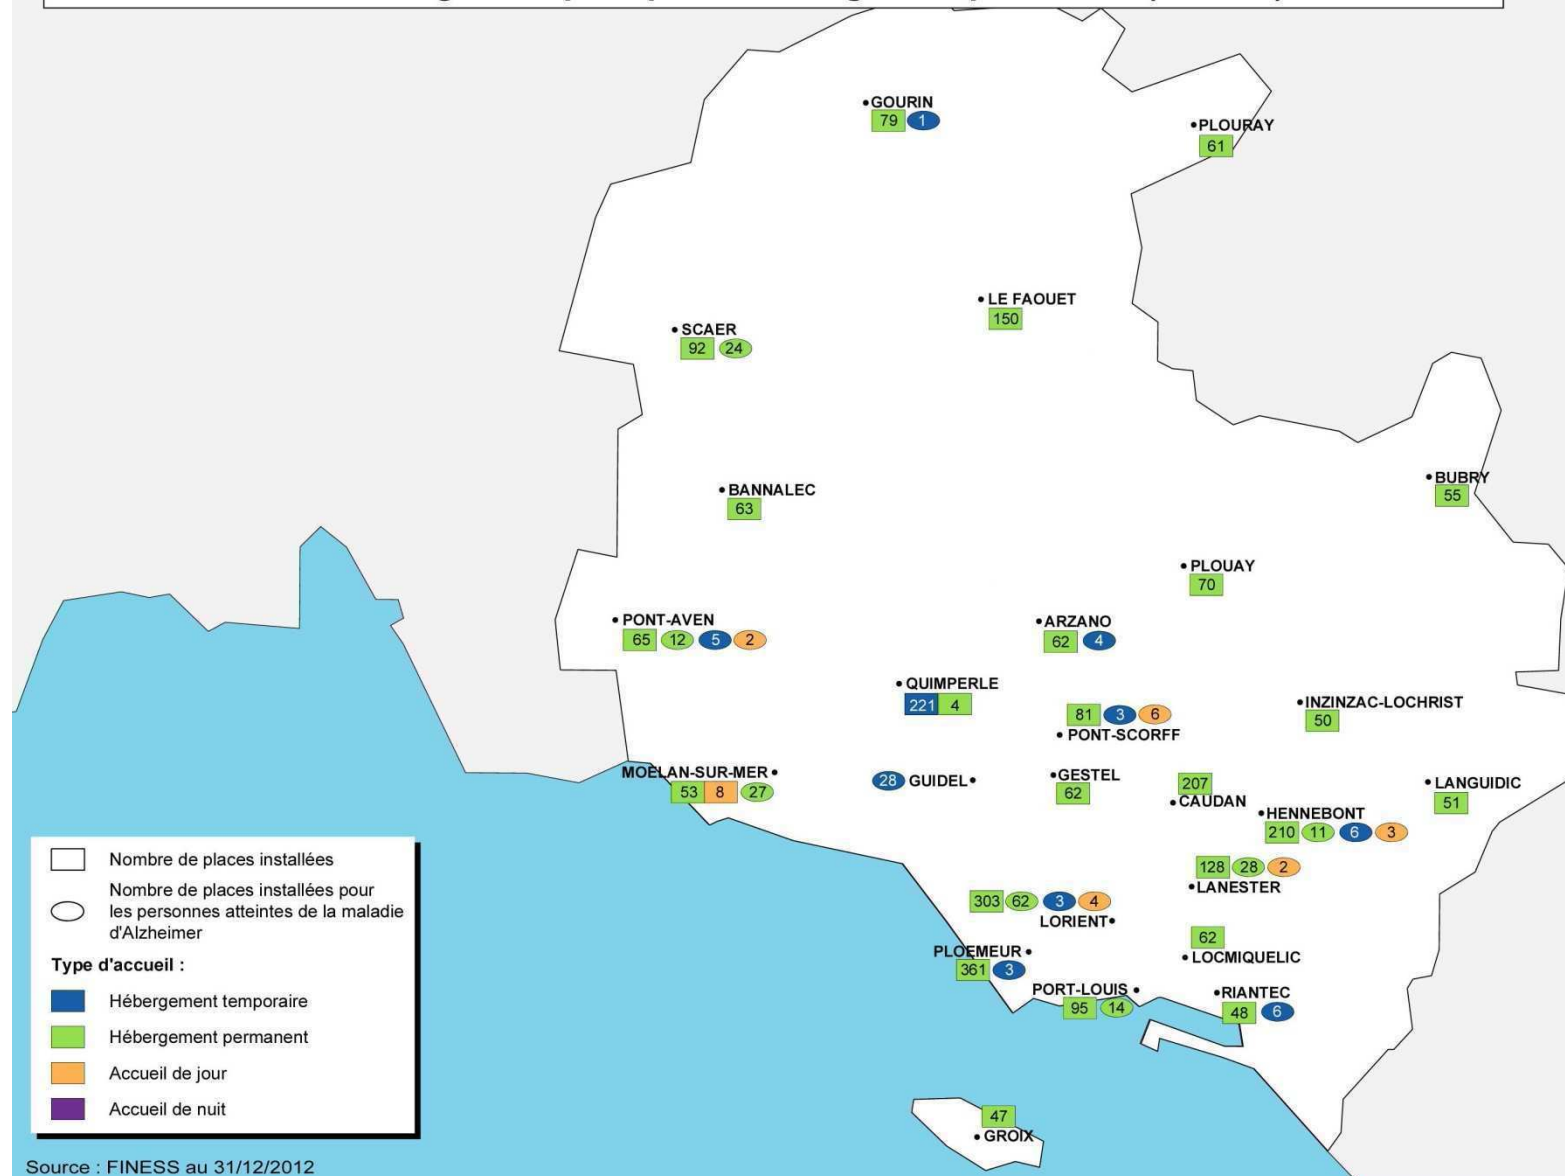 •GOURIN
79 1
•PLOURAY
61
•LE FAOUET
150
•SCAER
92 24
•BUBRY
55
•BANNALEC
63
•PLOUAY
70
•PONT-AVEN
65 12 5 2
•ARZANO
62 4
•QUIMPERLE
221 4
81 3 6
•PONT-SCORFF
•INZINZAC-LOCHRIST
50
MOELAN-SUR-MER•
53 8 27
28 GUIDEL•
•GESTEL
62
207
•CAUDAN
•LANGUIDIC
51
•HENNEBONT
210 11 6 3
128 28 2
•LANESTER
303 62 3 4
LORIENT•
62
•LOCMIQUELIC
PLOEMEUR•
361 3
PORT-LOUIS •
95 14
•RIANTEC
48 6
47
•GROIX
Nombre de places installées
Nombre de places installées pour
les personnes atteintes de la maladie
d'Alzheimer
Type d'accueil :
Hébergement temporaire
Hébergement permanent
Accueil de jour
Accueil de nuit
Source : FINESS au 31/12/2012